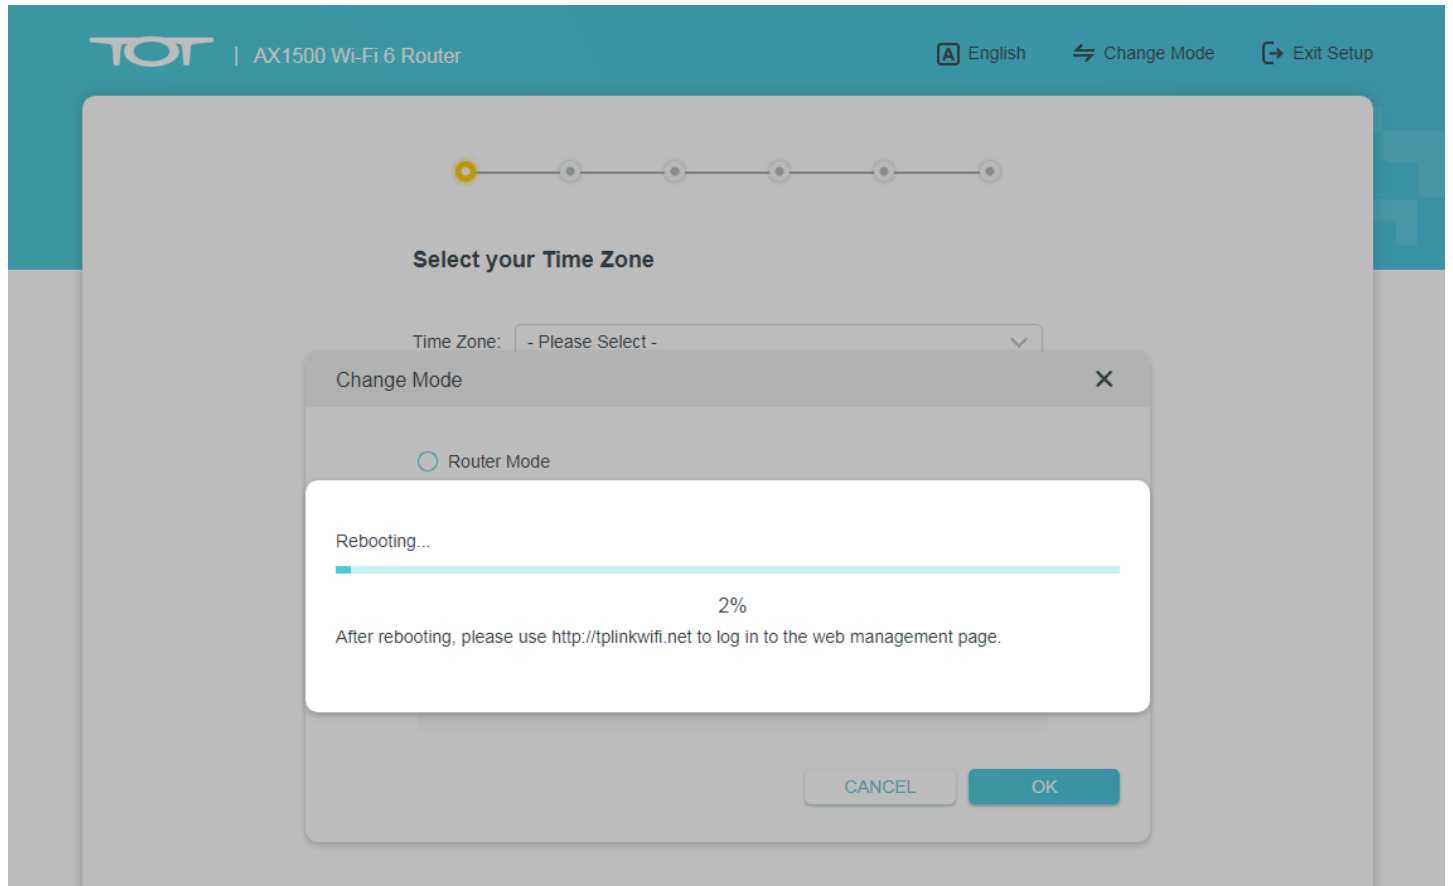 TOT | AX1500 Wi-Fi 6 Router
A English
Change Mode
Exit Setup
Select your Time Zone
Time Zone: - Please Select -
Change Mode
Router Mode
Rebooting...
2%
After rebooting, please use http://tplinkwifi.net to log in to the web management page.
CANCEL
OK